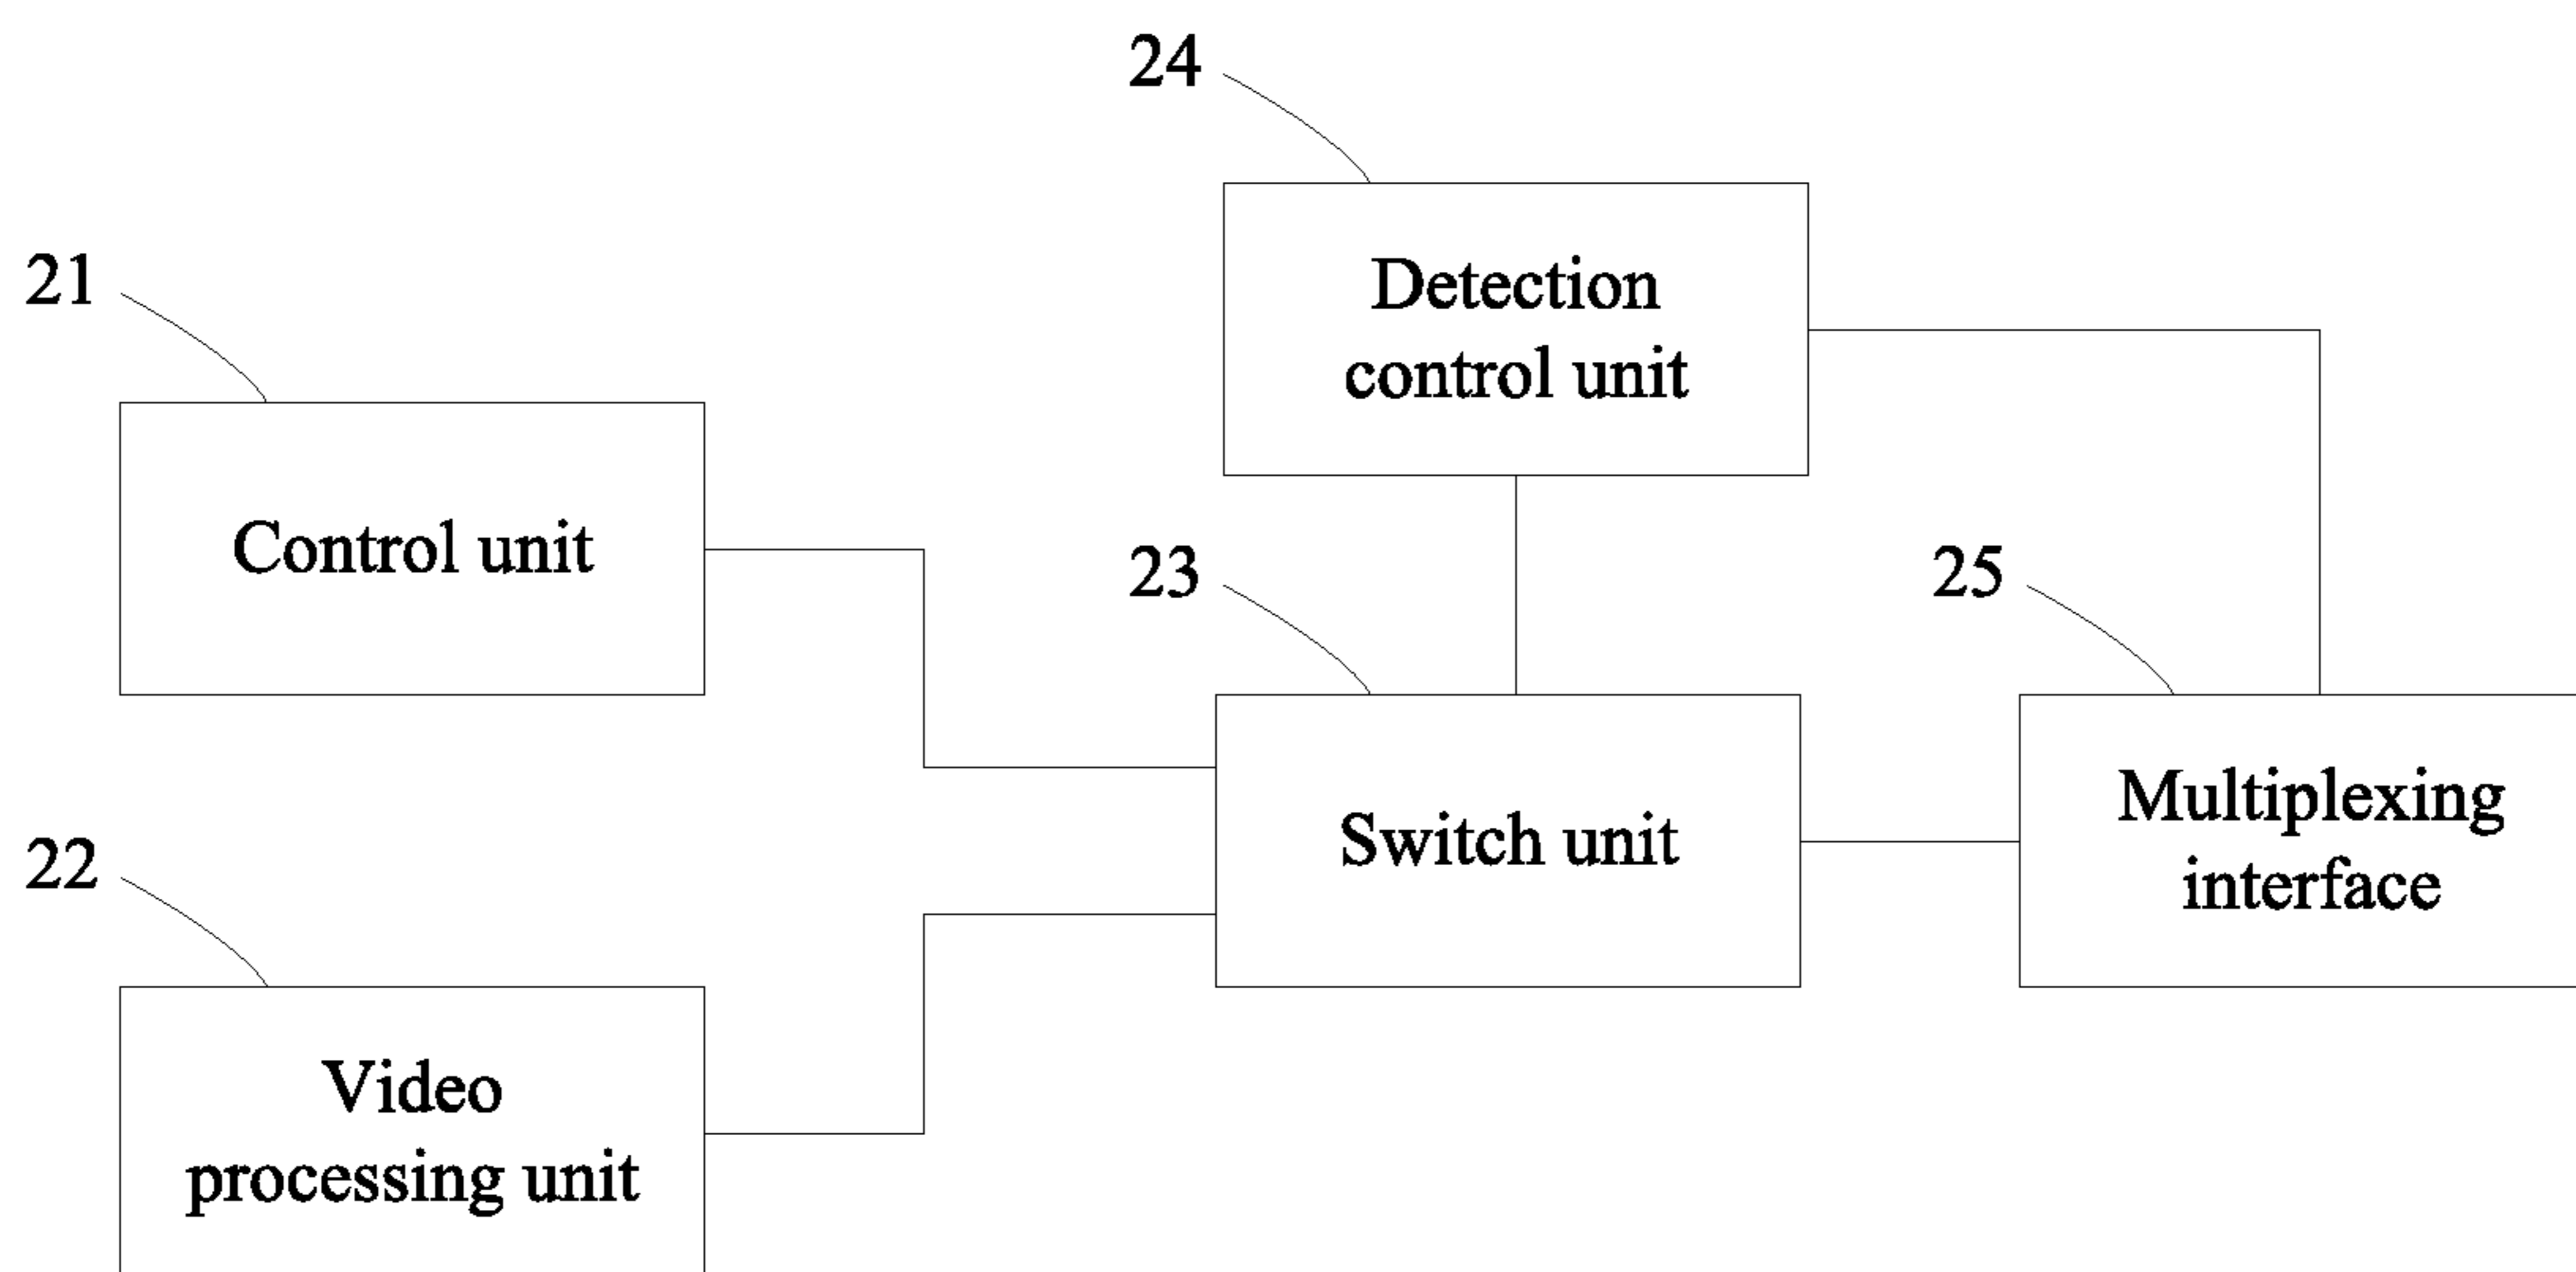 24
Detection
control unit
21
Control unit
23
25
Switch unit
Multiplexing
interface
22
Video
processing unit